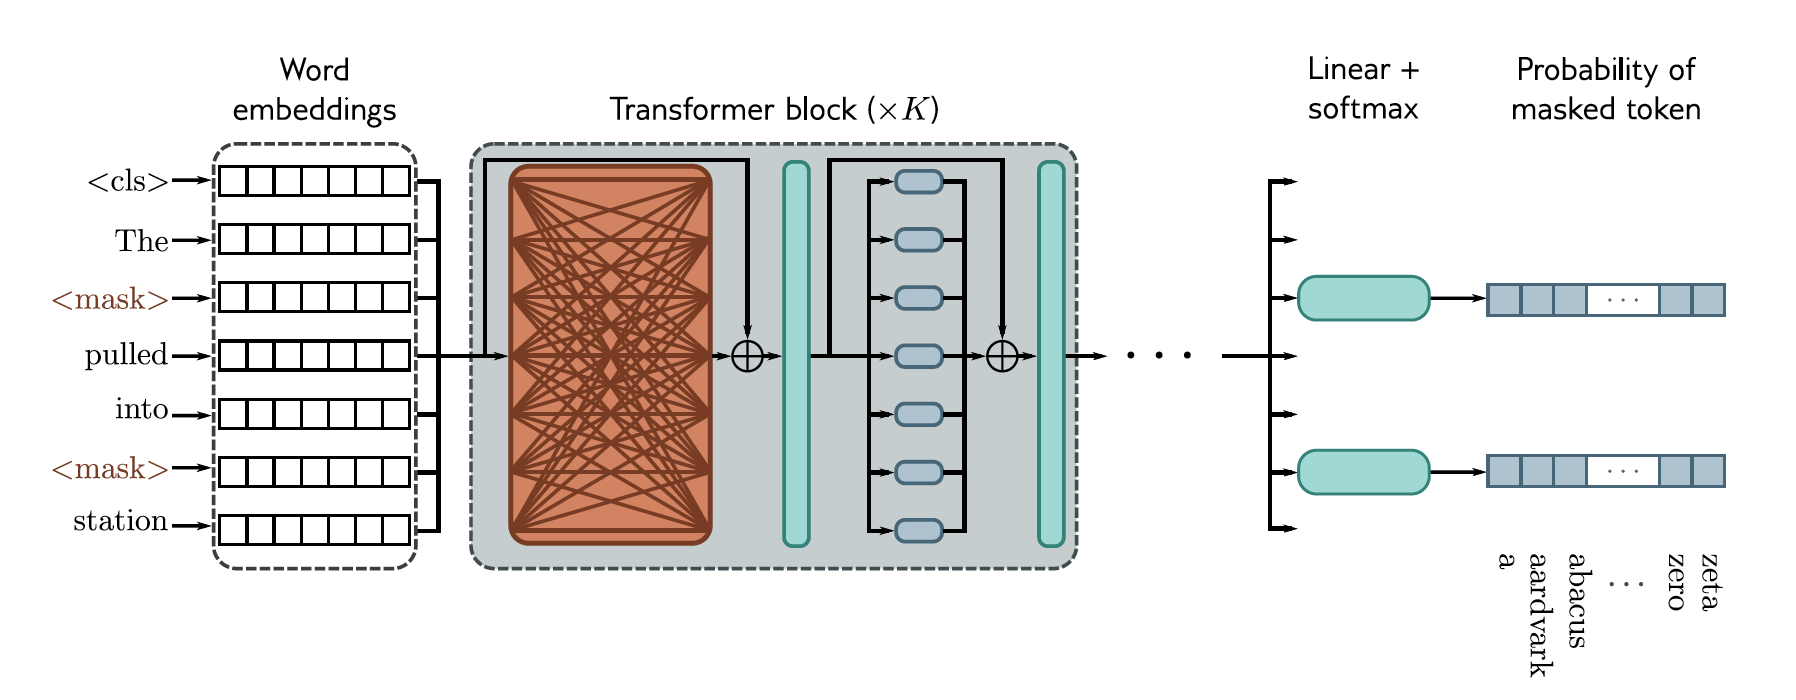 Word
embeddings
Transformer block (×K)
Linear +
softmax
Probability of
masked token
<cls>
The
<mask>
pulled
into
<mask>
station
· · ·
· · ·
· · ·
a
aardvark
abacus
· · ·
zero
zeta